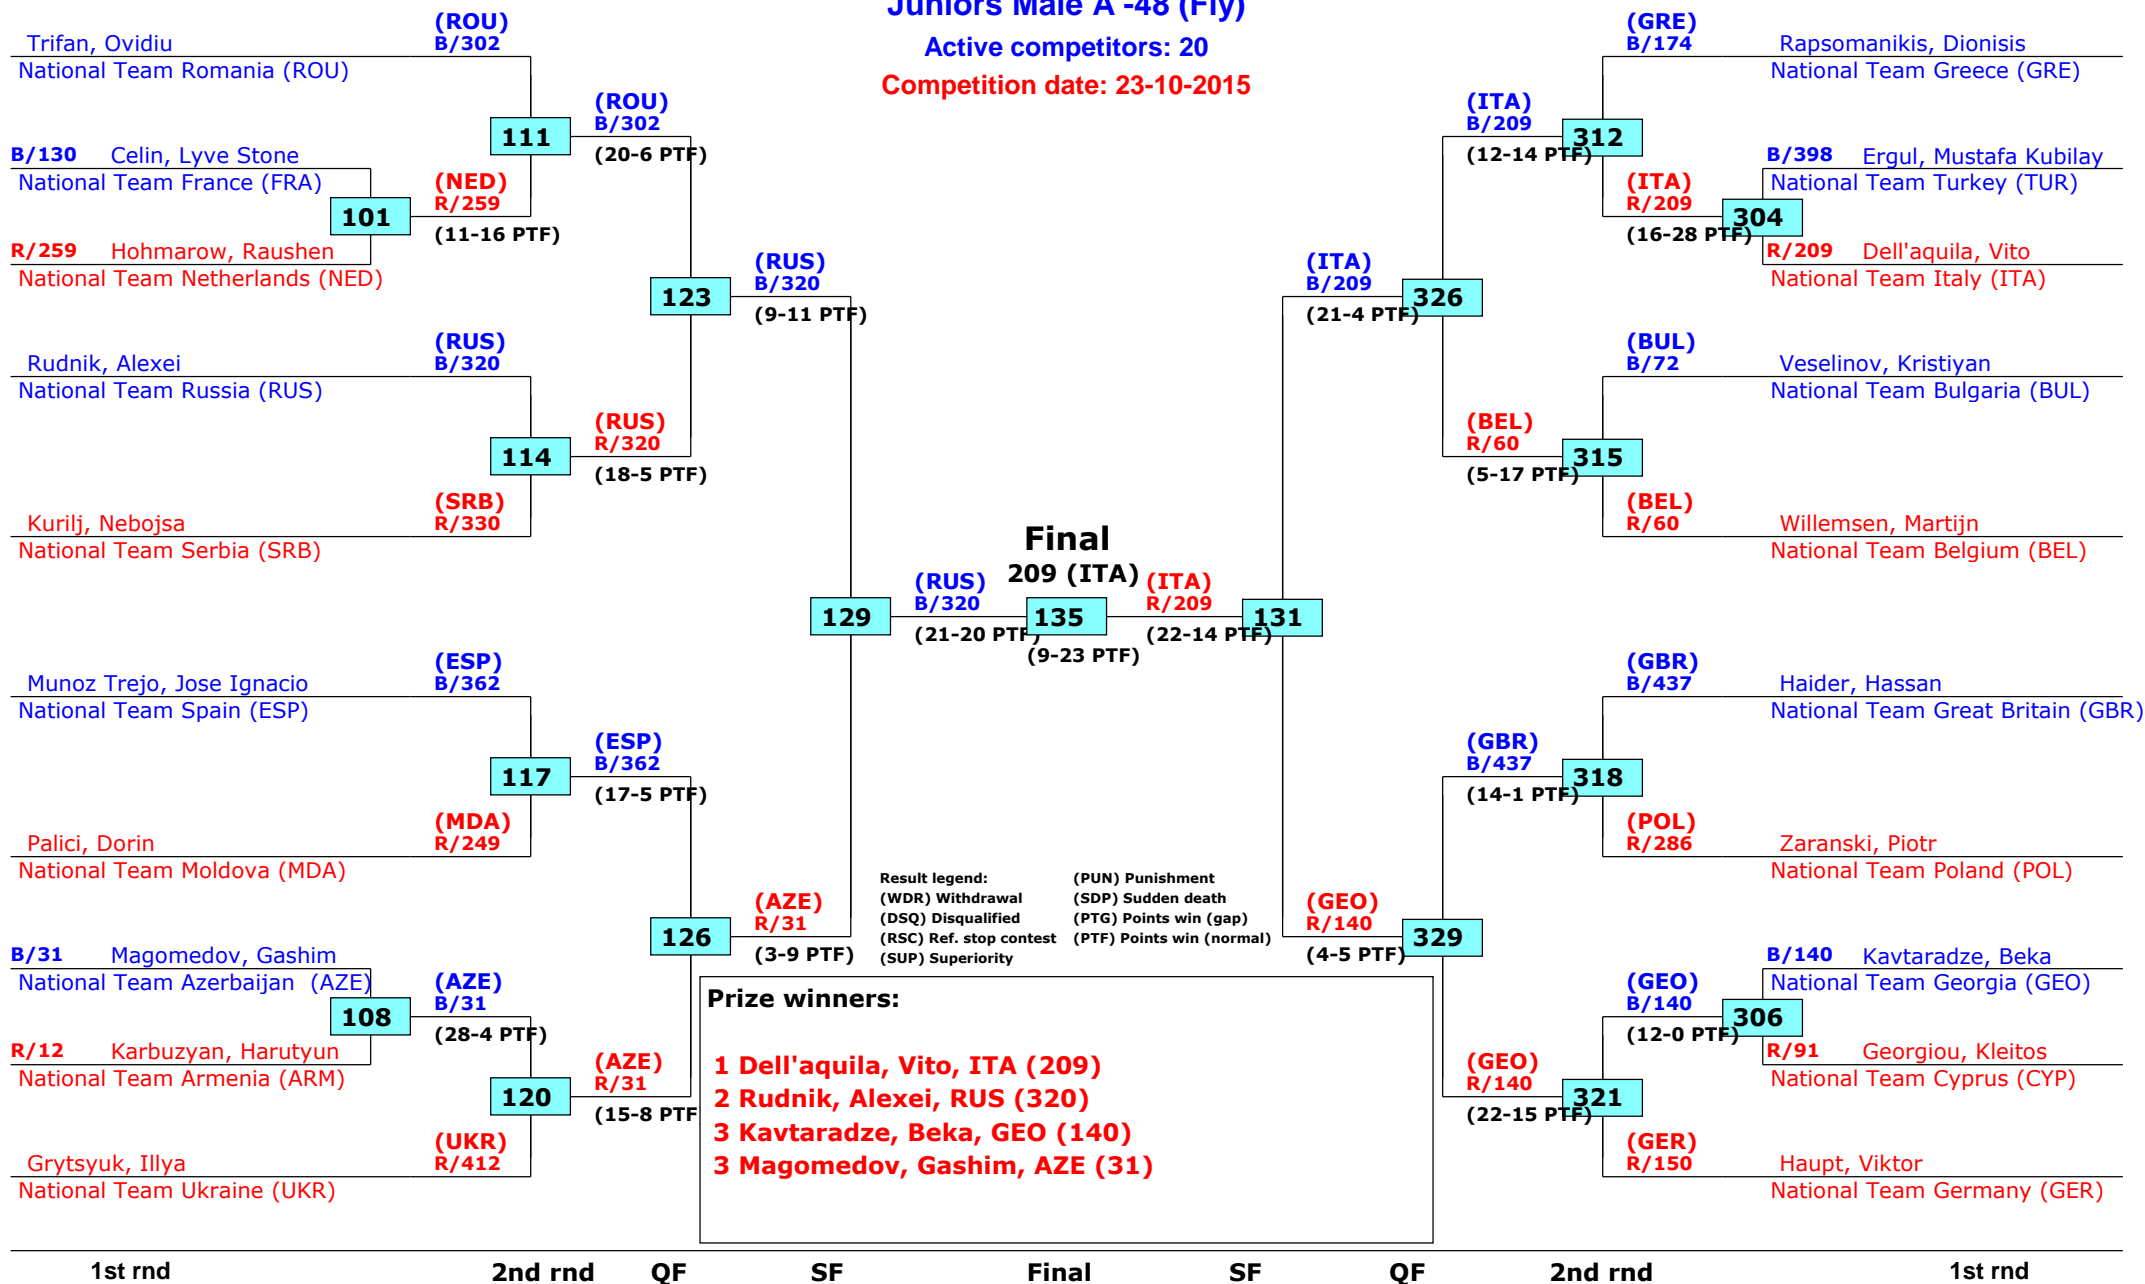 Juniors Male A -48 (Fly)
Active competitors: 20
Competition date: 23-10-2015
Trifan, Ovidiu
National Team Romania (ROU)
(ROU)
B/302
B/130 Celin, Lyve Stone
National Team France (FRA)
101
R/259 Hohmarow, Raushen
National Team Netherlands (NED)
(NED)
R/259
(11-16 PTF)
111
(ROU)
B/302
(20-6 PTF)
Rudnik, Alexei
National Team Russia (RUS)
(RUS)
B/320
114
Kurilj, Nebojsa
National Team Serbia (SRB)
(SRB)
R/330
(RUS)
R/320
(18-5 PTF)
123
(RUS)
B/320
(9-11 PTF)
Munoz Trejo, Jose Ignacio
National Team Spain (ESP)
(ESP)
B/362
117
Palici, Dorin
National Team Moldova (MDA)
(MDA)
R/249
(ESP)
B/362
(17-5 PTF)
B/31 Magomedov, Gashim
National Team Azerbaijan (AZE)
108
R/12 Karbuzyan, Harutyun
National Team Armenia (ARM)
(AZE)
B/31
(28-4 PTF)
120
Grytsyuk, Illya
National Team Ukraine (UKR)
(UKR)
R/412
(AZE)
R/31
(15-8 PTF
126
(AZE)
R/31
(3-9 PTF)
129
(RUS)
B/320
(21-20 PTF)
Final
209 (ITA)
135
(9-23 PTF)
(ITA)
R/209
(22-14 PTF)
131
(ITA)
B/209
(21-4 PTF)
326
(ITA)
B/209
(12-14 PTF)
312
(GRE)
B/174
Rapsomanikis, Dionisis
National Team Greece (GRE)
(ITA)
R/209
(16-28 PTF)
304
B/398 Ergul, Mustafa Kubilay
National Team Turkey (TUR)
R/209 Dell'aquila, Vito
National Team Italy (ITA)
(BEL)
R/60
(5-17 PTF)
315
(BUL)
B/72
Veselinov, Kristiyan
National Team Bulgaria (BUL)
(BEL)
R/60
Willemsen, Martijn
National Team Belgium (BEL)
(GEO)
R/140
(4-5 PTF)
329
(GBR)
B/437
(14-1 PTF)
318
(GBR)
B/437
Haider, Hassan
National Team Great Britain (GBR)
(POL)
R/286
Zaranski, Piotr
National Team Poland (POL)
(GEO)
R/140
(22-15 PTF)
321
(GEO)
B/140
(12-0 PTF)
306
B/140 Kavtaradze, Beka
National Team Georgia (GEO)
R/91 Georgiou, Kleitos
National Team Cyprus (CYP)
(GER)
R/150
Haupt, Viktor
National Team Germany (GER)
Result legend:
(WDR) Withdrawal
(DSQ) Disqualified
(RSC) Ref. stop contest
(SUP) Superiority
(PUN) Punishment
(SDP) Sudden death
(PTG) Points win (gap)
(PTF) Points win (normal)
Prize winners:
1 Dell'aquila, Vito, ITA (209)
2 Rudnik, Alexei, RUS (320)
3 Kavtaradze, Beka, GEO (140)
3 Magomedov, Gashim, AZE (31)
1st rnd 2nd rnd QF SF Final SF QF 2nd rnd 1st rnd